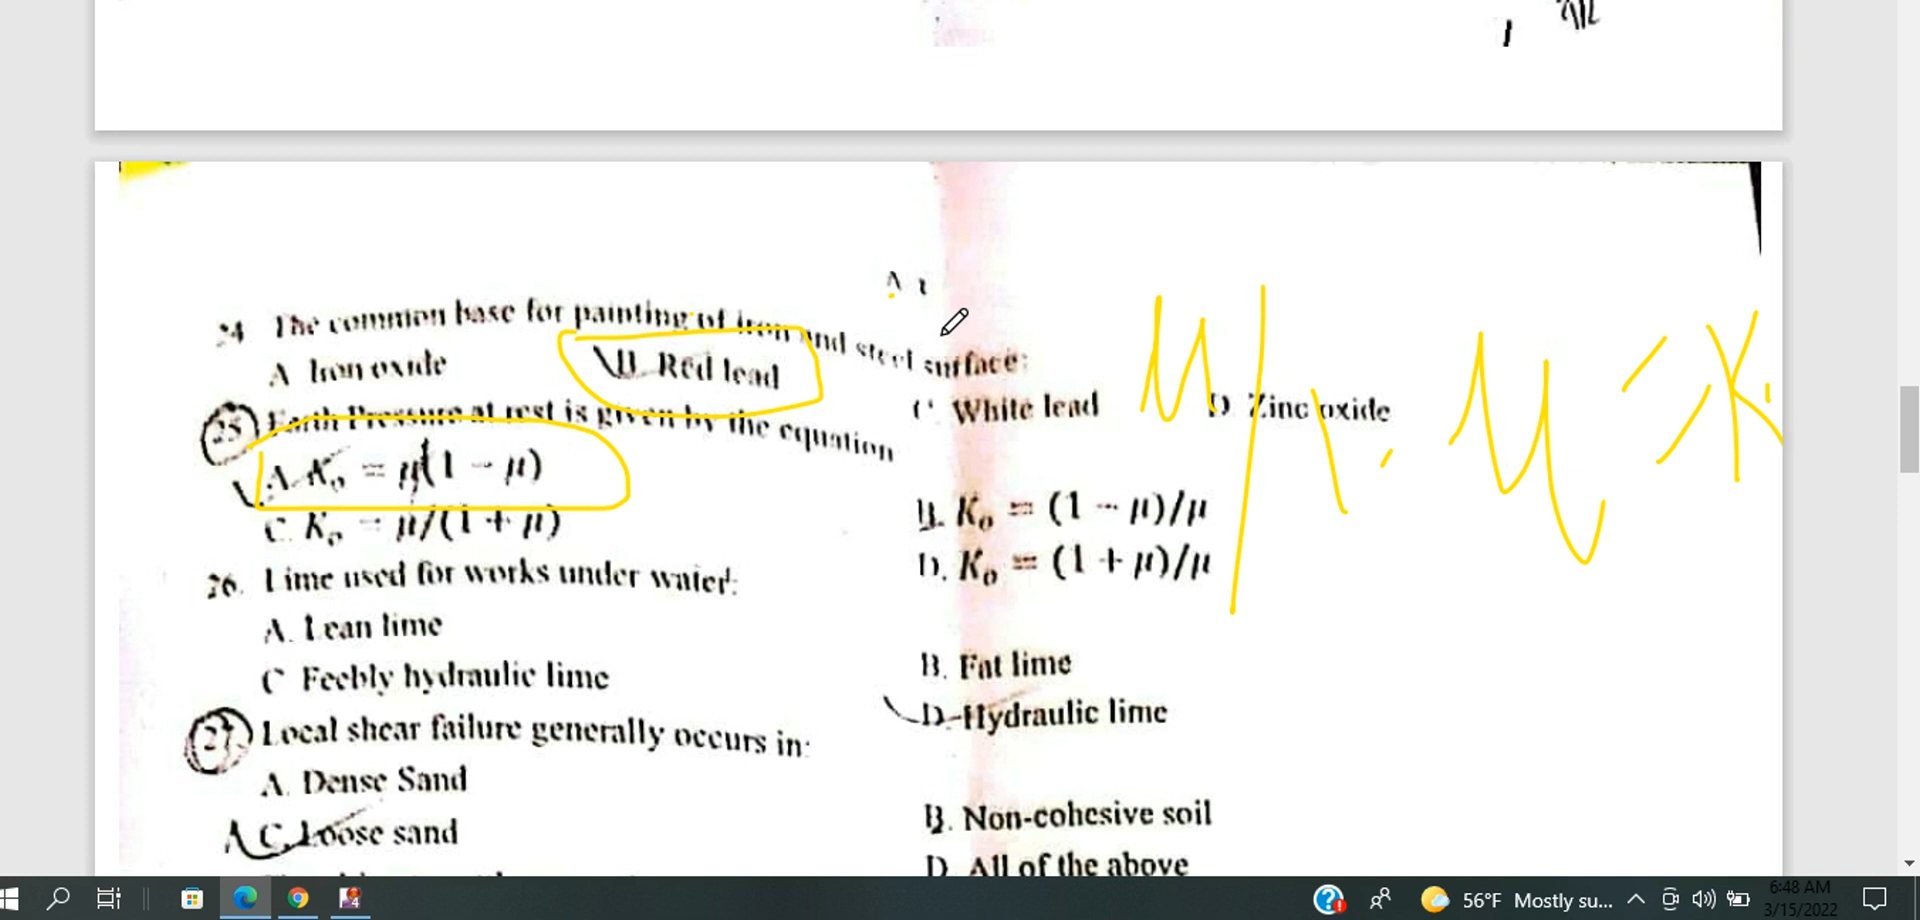 24 The common base for painting of iron and steel surface:
A Iron oxide
B. Red lead
C White lead
D. Zinc oxide
25 Earth Pressure at rest is given by the equation
A. K₀ = μ/(1 - μ)
B. K₀ = (1 - μ)/μ
C. K₀ = μ/(1 + μ)
D. K₀ = (1 + μ)/μ
μ/1-μ = K
26. Lime used for works under water:
A. Lean lime
B. Fat lime
C Feebly hydraulic lime
D. Hydraulic lime
27. Local shear failure generally occurs in:
A. Dense Sand
B. Non-cohesive soil
C. Loose sand
D. All of the above
56°F Mostly su...
6:48 AM
3/15/2022